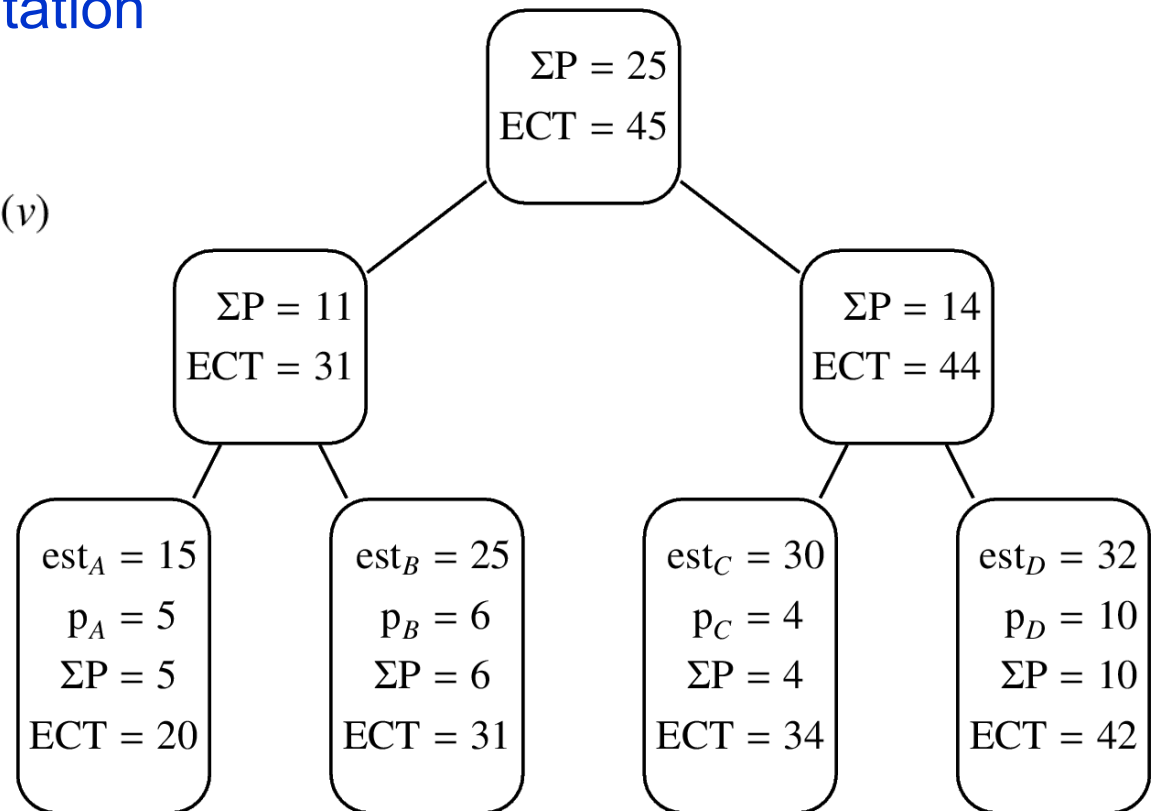 tation
ΣP = 25
ECT = 45
(v)
ΣP = 11
ECT = 31
ΣP = 14
ECT = 44
est_A = 15
p_A = 5
ΣP = 5
ECT = 20
est_B = 25
p_B = 6
ΣP = 6
ECT = 31
est_C = 30
p_C = 4
ΣP = 4
ECT = 34
est_D = 32
p_D = 10
ΣP = 10
ECT = 42